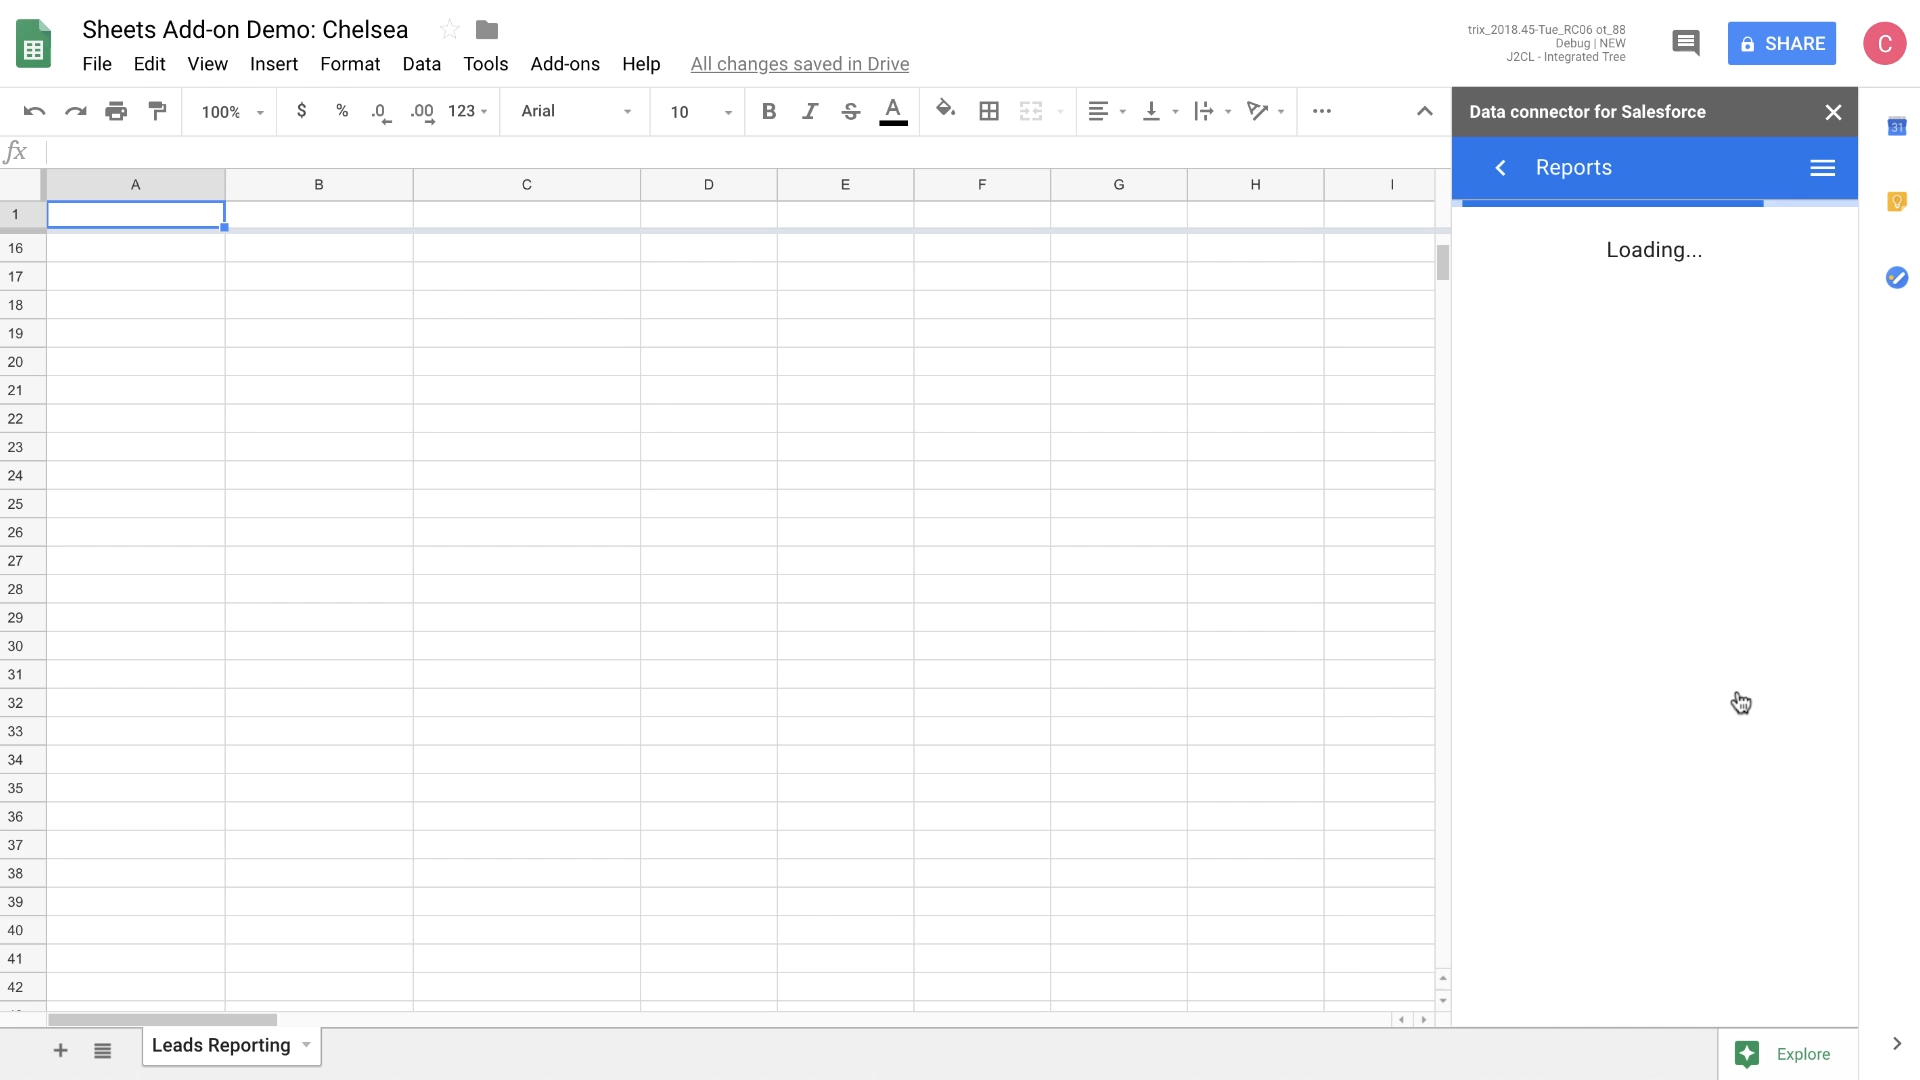 Sheets Add-on Demo: Chelsea
File Edit View Insert Format Data Tools Add-ons Help All changes saved in Drive
trix_2018.45-Tue_RC06 ot_88
Debug | NEW
J2CL - Integrated Tree
SHARE
C
100% $ % .0 .00 123 Arial 10 B I S A
Data connector for Salesforce
31
fx
Reports
A B C D E F G H I
1
Loading...
16
17
18
19
20
21
22
23
24
25
26
27
28
29
30
31
32
33
34
35
36
37
38
39
40
41
42
Leads Reporting
Explore